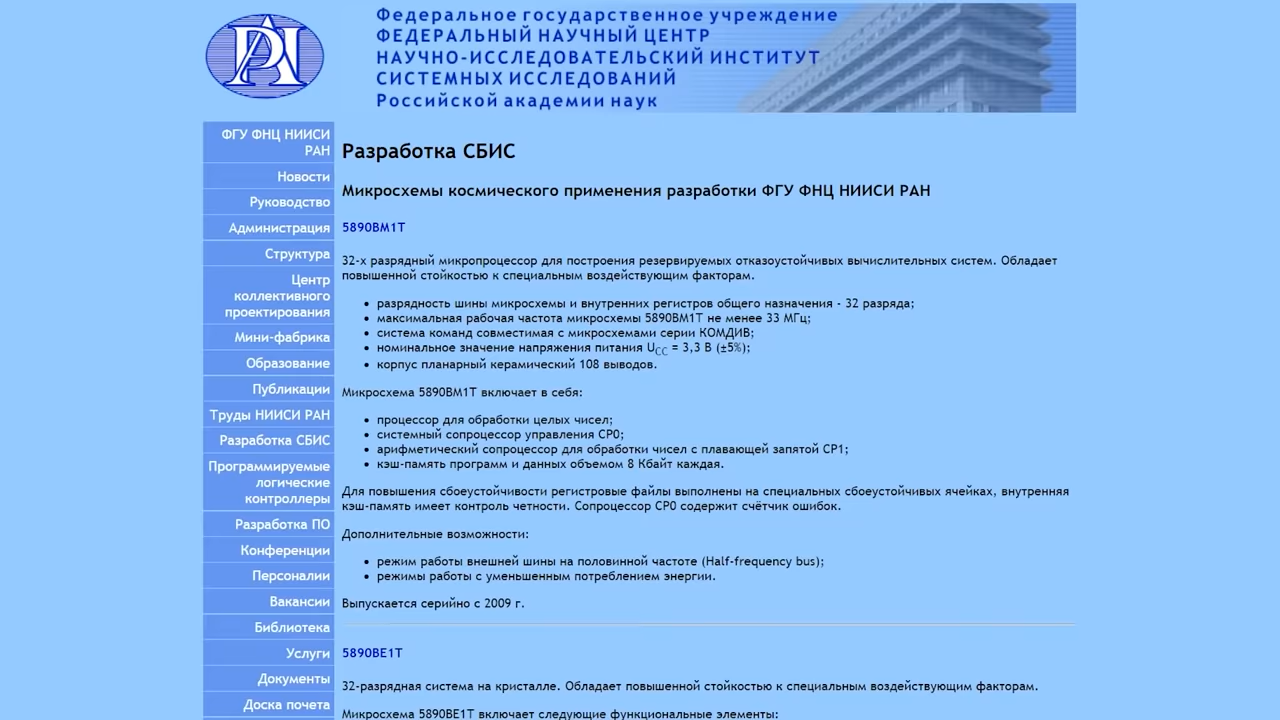 Федеральное государственное учреждение
ФЕДЕРАЛЬНЫЙ НАУЧНЫЙ ЦЕНТР
НАУЧНО-ИССЛЕДОВАТЕЛЬСКИЙ ИНСТИТУТ
СИСТЕМНЫХ ИССЛЕДОВАНИЙ
Российской академии наук
ФГУ ФНЦ НИИСИ
РАН
Новости
Руководство
Администрация
Структура
Центр
коллективного
проектирования
Мини-фабрика
Образование
Публикации
Труды НИИСИ РАН
Разработка СБИС
Программируемые
логические
контроллеры
Разработка ПО
Конференции
Персоналии
Вакансии
Библиотека
Услуги
Документы
Доска почета
Разработка СБИС
Микросхемы космического применения разработки ФГУ ФНЦ НИИСИ РАН
5890ВМ1Т
32-х разрядный микропроцессор для построения резервируемых отказоустойчивых вычислительных систем. Обладает
повышенной стойкостью к специальным воздействующим факторам.
• разрядность шины микросхемы и внутренних регистров общего назначения - 32 разряда;
• максимальная рабочая частота микросхемы 5890ВМ1Т не менее 33 МГц;
• система команд совместимая с микросхемами серии КОМДИВ;
• номинальное значение напряжения питания UCC = 3,3 В (±5%);
• корпус планарный керамический 108 выводов.
Микросхема 5890ВМ1Т включает в себя:
• процессор для обработки целых чисел;
• системный сопроцессор управления CP0;
• арифметический сопроцессор для обработки чисел с плавающей запятой CP1;
• кэш-память программ и данных объемом 8 Кбайт каждая.
Для повышения сбоеустойчивости регистровые файлы выполнены на специальных сбоеустойчивых ячейках, внутренняя
кэш-память имеет контроль четности. Сопроцессор CP0 содержит счётчик ошибок.
Дополнительные возможности:
• режим работы внешней шины на половинной частоте (Half-frequency bus);
• режимы работы с уменьшенным потреблением энергии.
Выпускается серийно с 2009 г.
5890ВЕ1Т
32-разрядная система на кристалле. Обладает повышенной стойкостью к специальным воздействующим факторам.
Микросхема 5890ВЕ1Т включает следующие функциональные элементы: